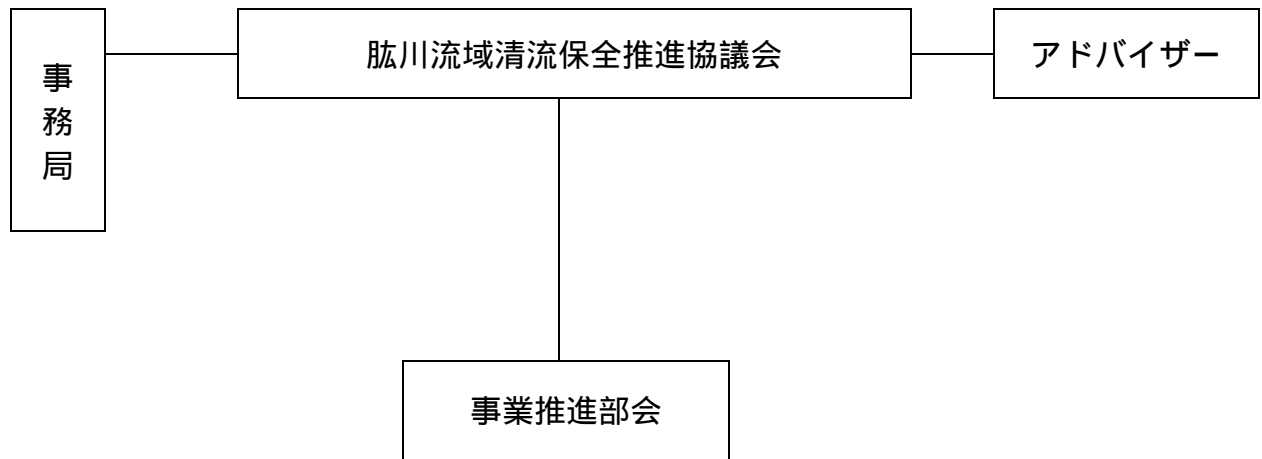 事務局
肱川流域清流保全推進協議会
アドバイザー
事業推進部会